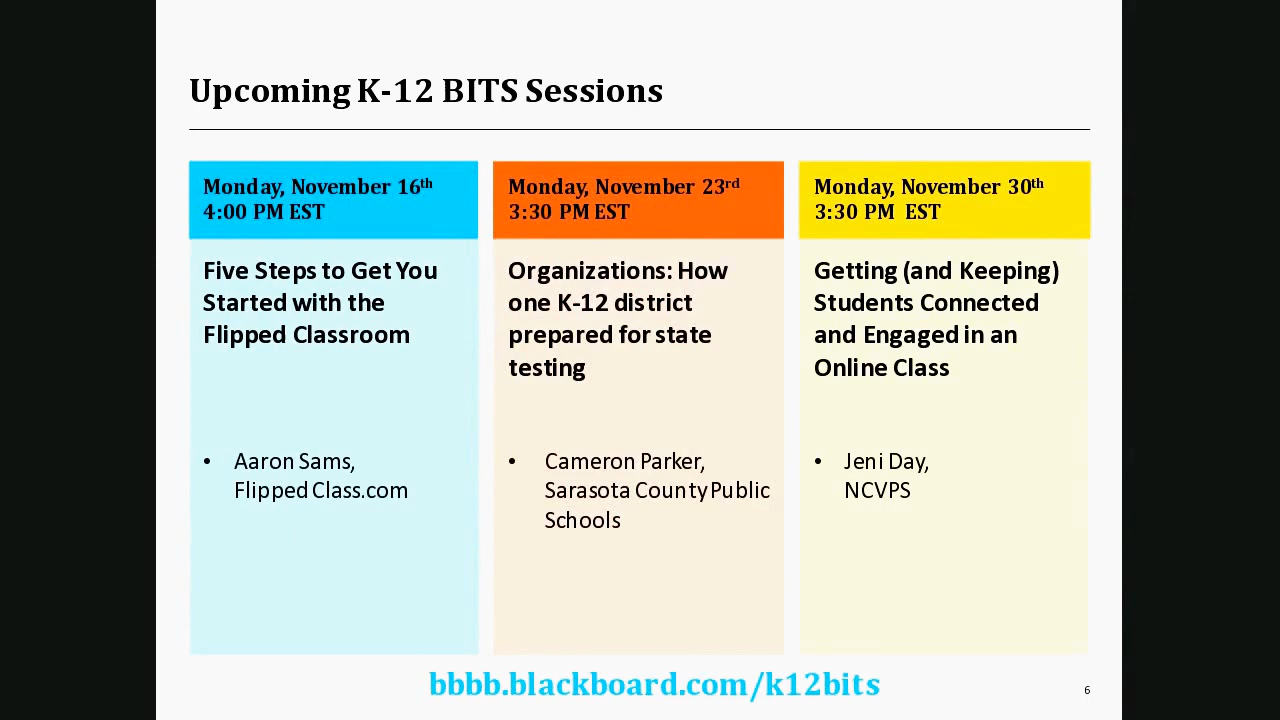 Upcoming K-12 BITS Sessions
Monday, November 16th
4:00 PM EST
Five Steps to Get You
Started with the
Flipped Classroom
• Aaron Sams,
Flipped Class.com
Monday, November 23rd
3:30 PM EST
Organizations: How
one K-12 district
prepared for state
testing
• Cameron Parker,
Sarasota County Public
Schools
Monday, November 30th
3:30 PM EST
Getting (and Keeping)
Students Connected
and Engaged in an
Online Class
• Jeni Day,
NCVPS
bbbb.blackboard.com/k12bits
6